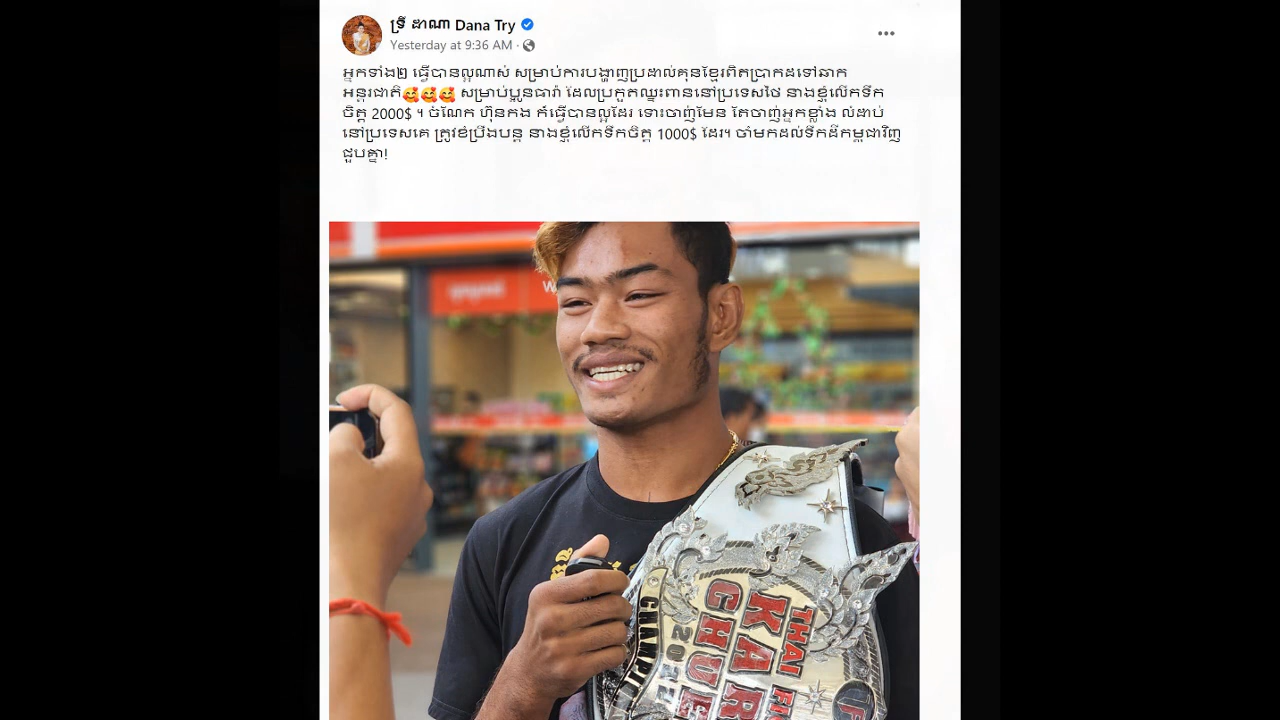 ទ្រី ដាណា Dana Try
Yesterday at 9:36 AM ·
អ្នកទាំង២ ធ្វើបានល្អណាស់ សម្រាប់ការបង្ហាញប្រដាល់គុនខ្មែរពិតប្រាកដទៅឆាក
អន្តរជាតិ🥰🥰🥰 សម្រាប់ប្អូនធារ៉ា ដែលប្រកួតឈ្នះពាននៅប្រទេសថៃ នាងខ្ញុំលើកទឹក
ចិត្ត 2000$ ។ ចំណែក ហ៊ុនកង ក៏ធ្វើបានល្អដែរ ទោះចាញ់មែន តែចាញ់អ្នកខ្លាំង លំដាប់
នៅប្រទេសគេ ត្រូវខំប្រឹងបន្ត នាងខ្ញុំលើកទឹកចិត្ត 1000$ ដែរ។ ចាំមកដល់ទឹកដីកម្ពុជាវិញ
ជួបគ្នា!
THAI
KAR
CHUE